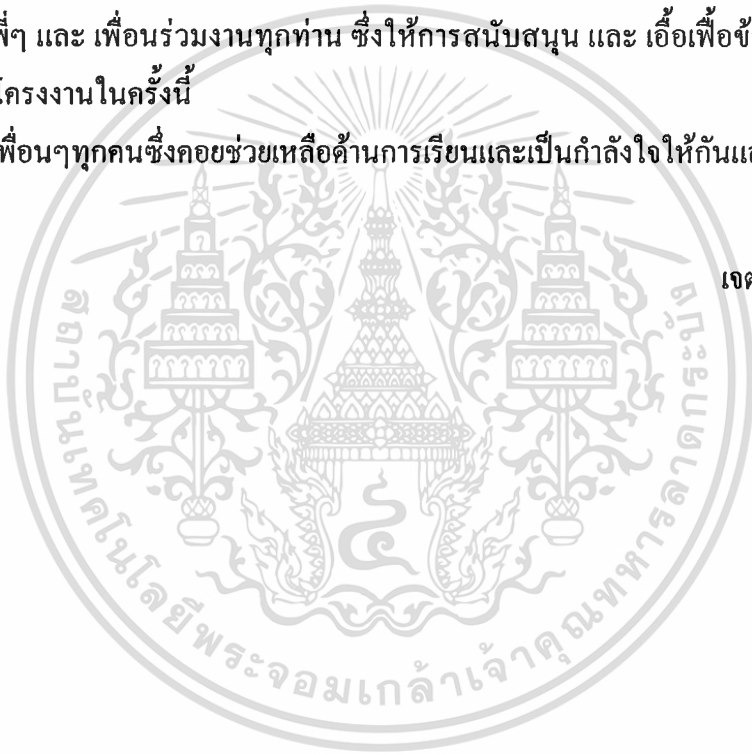 พี่ๆ และ เพื่อนร่วมงานทุกท่าน ซึ่งให้การสนับสนุน และ เอื้อเฟื้อข้
โครงงานในครั้งนี้
เพื่อนๆทุกคนซึ่งคอยช่วยเหลือด้านการเรียนและเป็นกำลังใจให้กันแล
เจต
สถาบันเทคโนโลยีพระจอมเกล้าเจ้าคุณทหารลาดกระบัง